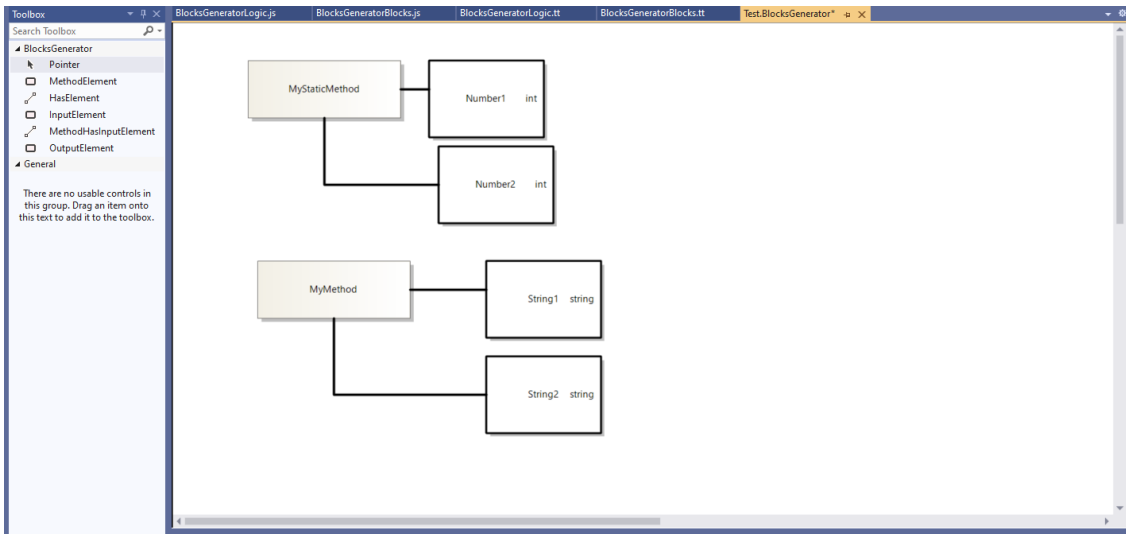 Toolbox
Search Toolbox
BlocksGenerator
Pointer
MethodElement
HasElement
InputElement
MethodHasInputElement
OutputElement
General
There are no usable controls in
this group. Drag an item onto
this text to add it to the toolbox.
BlocksGeneratorLogic.js BlocksGeneratorBlocks.js BlocksGeneratorLogic.tt BlocksGeneratorBlocks.tt Test.BlocksGenerator*
MyStaticMethod
Number1 int
Number2 int
MyMethod
String1 string
String2 string